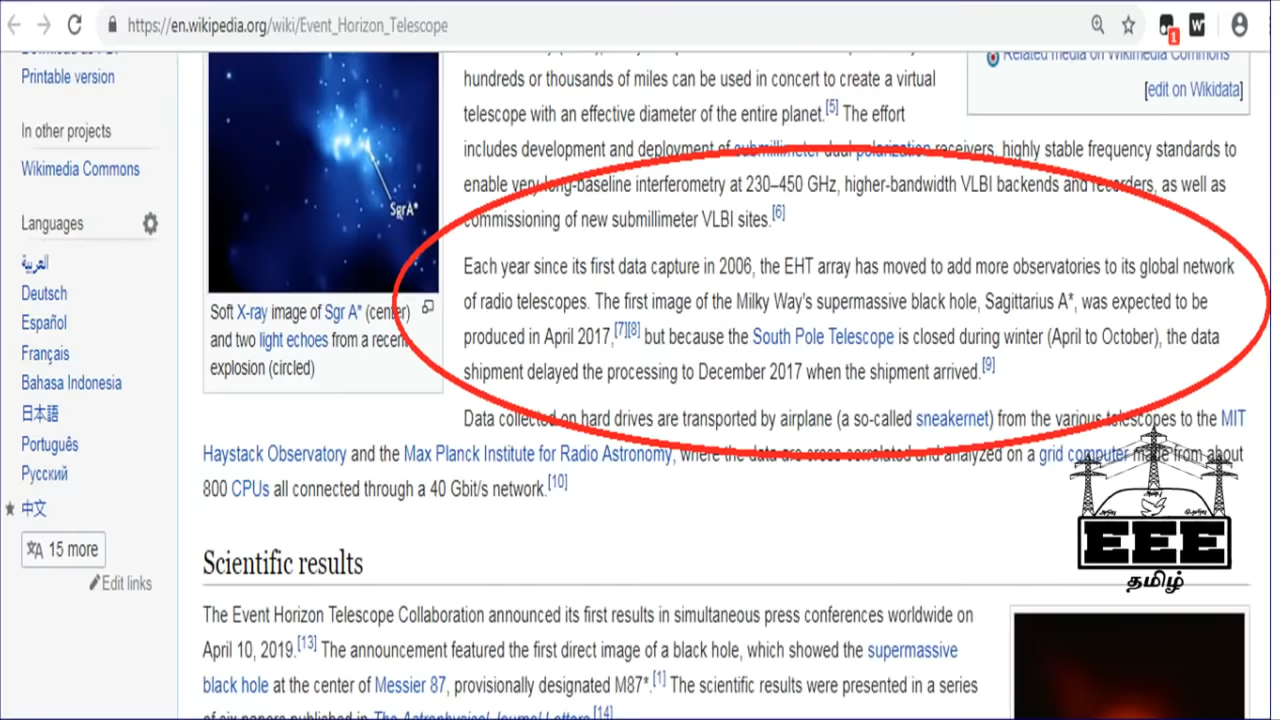 https://en.wikipedia.org/wiki/Event_Horizon_Telescope
1
W
Printable version
In other projects
Wikimedia Commons
Languages
العربية
Deutsch
Español
Français
Bahasa Indonesia
日本語
Português
Русский
中文
15 more
Edit links
SgrA*
Soft X-ray image of Sgr A* (center)
and two light echoes from a recent
explosion (circled)
Related media on Wikimedia Commons
[edit on Wikidata]
hundreds or thousands of miles can be used in concert to create a virtual
telescope with an effective diameter of the entire planet.[5] The effort
includes development and deployment of submillimeter dual polarization receivers, highly stable frequency standards to
enable very-long-baseline interferometry at 230–450 GHz, higher-bandwidth VLBI backends and recorders, as well as
commissioning of new submillimeter VLBI sites.[6]
Each year since its first data capture in 2006, the EHT array has moved to add more observatories to its global network
of radio telescopes. The first image of the Milky Way's supermassive black hole, Sagittarius A*, was expected to be
produced in April 2017,[7][8] but because the South Pole Telescope is closed during winter (April to October), the data
shipment delayed the processing to December 2017 when the shipment arrived.[9]
Data collected on hard drives are transported by airplane (a so-called sneakernet) from the various telescopes to the MIT
Haystack Observatory and the Max Planck Institute for Radio Astronomy, where the data are cross-correlated and analyzed on a grid computer made from about
800 CPUs all connected through a 40 Gbit/s network.[10]
EEE
தமிழ்
Scientific results
The Event Horizon Telescope Collaboration announced its first results in simultaneous press conferences worldwide on
April 10, 2019.[13] The announcement featured the first direct image of a black hole, which showed the supermassive
black hole at the center of Messier 87, provisionally designated M87*.[1] The scientific results were presented in a series
of six papers published in The Astrophysical Journal Letters.[14]